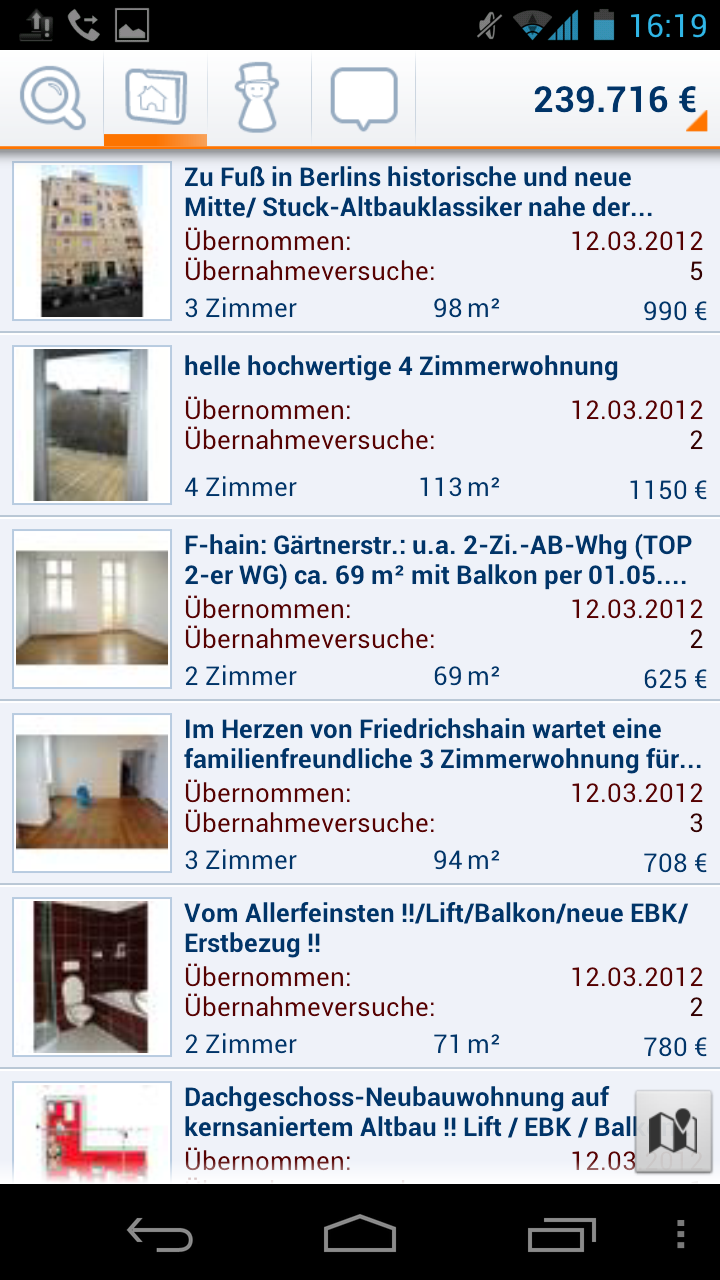 16:19
239.716 €
Zu Fuß in Berlins historische und neue
Mitte/ Stuck-Altbauklassiker nahe der...
Übernommen: 12.03.2012
Übernahmeversuche: 5
3 Zimmer 98 m² 990 €
helle hochwertige 4 Zimmerwohnung
Übernommen: 12.03.2012
Übernahmeversuche: 2
4 Zimmer 113 m² 1150 €
F-hain: Gärtnerstr.: u.a. 2-Zi.-AB-Whg (TOP
2-er WG) ca. 69 m² mit Balkon per 01.05....
Übernommen: 12.03.2012
Übernahmeversuche: 2
2 Zimmer 69 m² 625 €
Im Herzen von Friedrichshain wartet eine
familienfreundliche 3 Zimmerwohnung für...
Übernommen: 12.03.2012
Übernahmeversuche: 3
3 Zimmer 94 m² 708 €
Vom Allerfeinsten !!/Lift/Balkon/neue EBK/
Erstbezug !!
Übernommen: 12.03.2012
Übernahmeversuche: 2
2 Zimmer 71 m² 780 €
Dachgeschoss-Neubauwohnung auf
kernsaniertem Altbau !! Lift / EBK / Balk
Übernommen: 12.03.2012